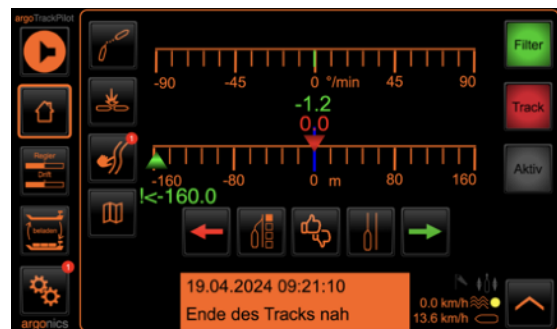 argoTrackPilot
Filter
-90 -45 0 °/min 45 90
-1.2
0.0
Track
1
Regler
Drift
-160 -80 0 m 80 160
!<-160.0
Aktiv
beladen
1
19.04.2024 09:21:10
Ende des Tracks nah
0.0 km/h
13.6 km/h
argonics